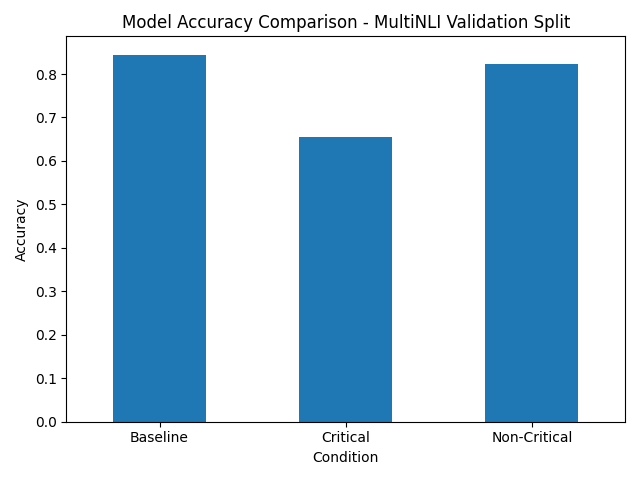 Model Accuracy Comparison - MultiNLI Validation Split
Accuracy
0.8
0.7
0.6
0.5
0.4
0.3
0.2
0.1
0.0
Baseline
Critical
Non-Critical
Condition